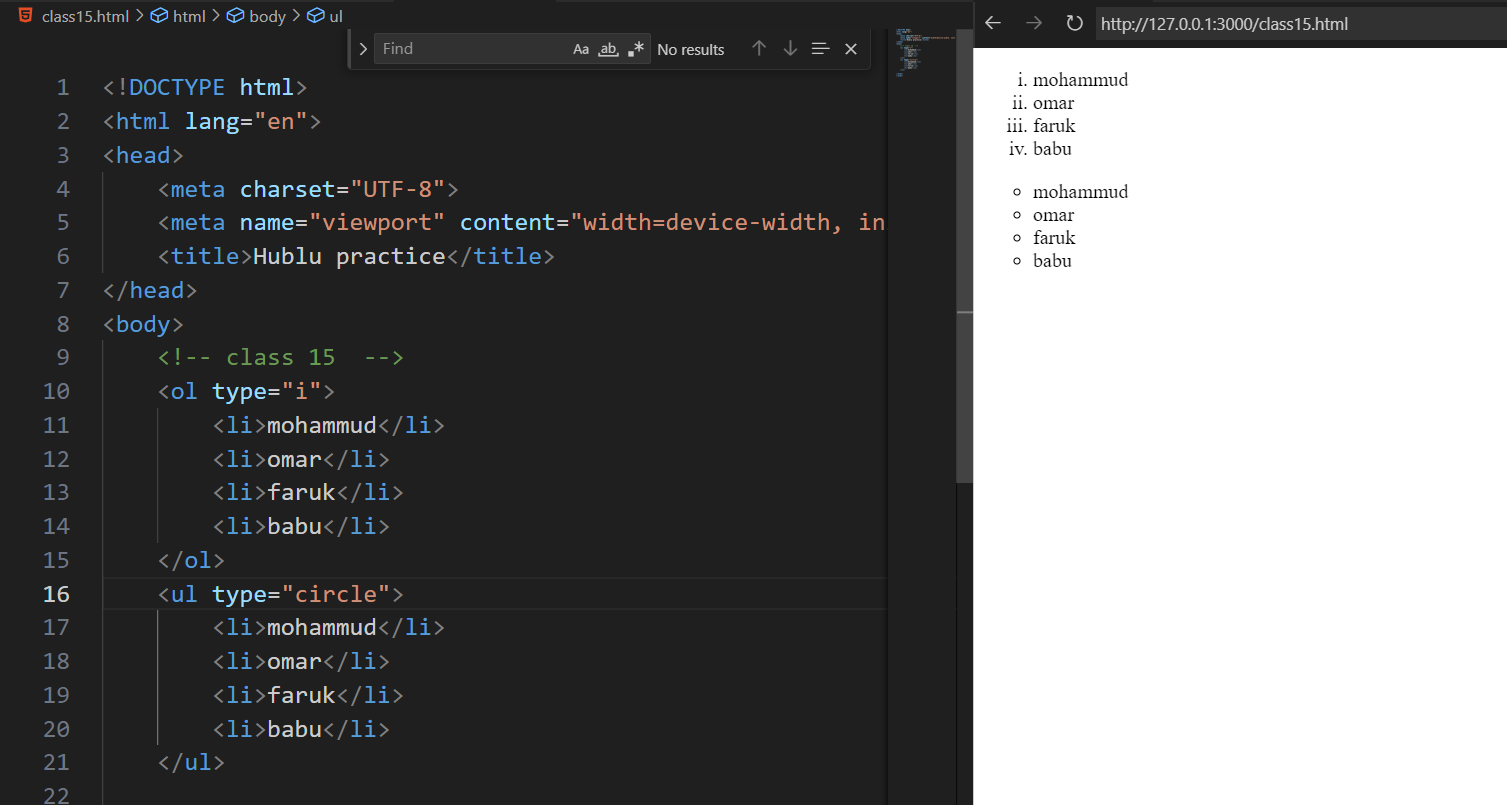 class15.html > html > body > ul
Find Aa ab .* No results
1 <!DOCTYPE html>
2 <html lang="en">
3 <head>
4 <meta charset="UTF-8">
5 <meta name="viewport" content="width=device-width, in
6 <title>Hublu practice</title>
7 </head>
8 <body>
9 <!-- class 15  -->
10 <ol type="i">
11 <li>mohammud</li>
12 <li>omar</li>
13 <li>faruk</li>
14 <li>babu</li>
15 </ol>
16 <ul type="circle">
17 <li>mohammud</li>
18 <li>omar</li>
19 <li>faruk</li>
20 <li>babu</li>
21 </ul>
22
http://127.0.0.1:3000/class15.html
i. mohammud
ii. omar
iii. faruk
iv. babu
mohammud
omar
faruk
babu